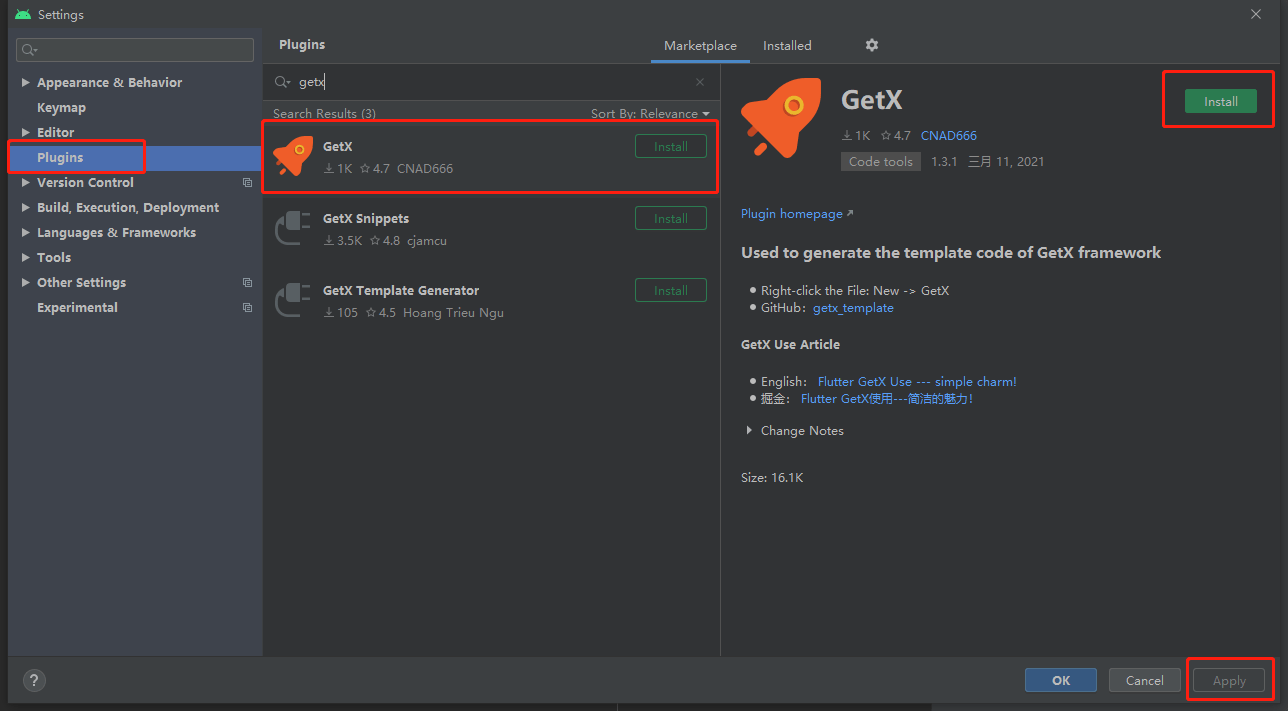 Settings
Appearance & Behavior
Keymap
Editor
Plugins
Version Control
Build, Execution, Deployment
Languages & Frameworks
Tools
Other Settings
Experimental
Plugins
Marketplace
Installed
getx
Search Results (3)
Sort By: Relevance
GetX
1K 4.7 CNAD666
Install
GetX Snippets
3.5K 4.8 cjamcu
Install
GetX Template Generator
105 4.5 Hoang Trieu Ngu
Install
GetX
Install
1K 4.7 CNAD666
Code tools 1.3.1 三月 11, 2021
Plugin homepage
Used to generate the template code of GetX framework
Right-click the File: New -> GetX
GitHub：getx_template
GetX Use Article
English： Flutter GetX Use --- simple charm!
掘金： Flutter GetX使用---简洁的魅力!
Change Notes
Size: 16.1K
?
OK
Cancel
Apply